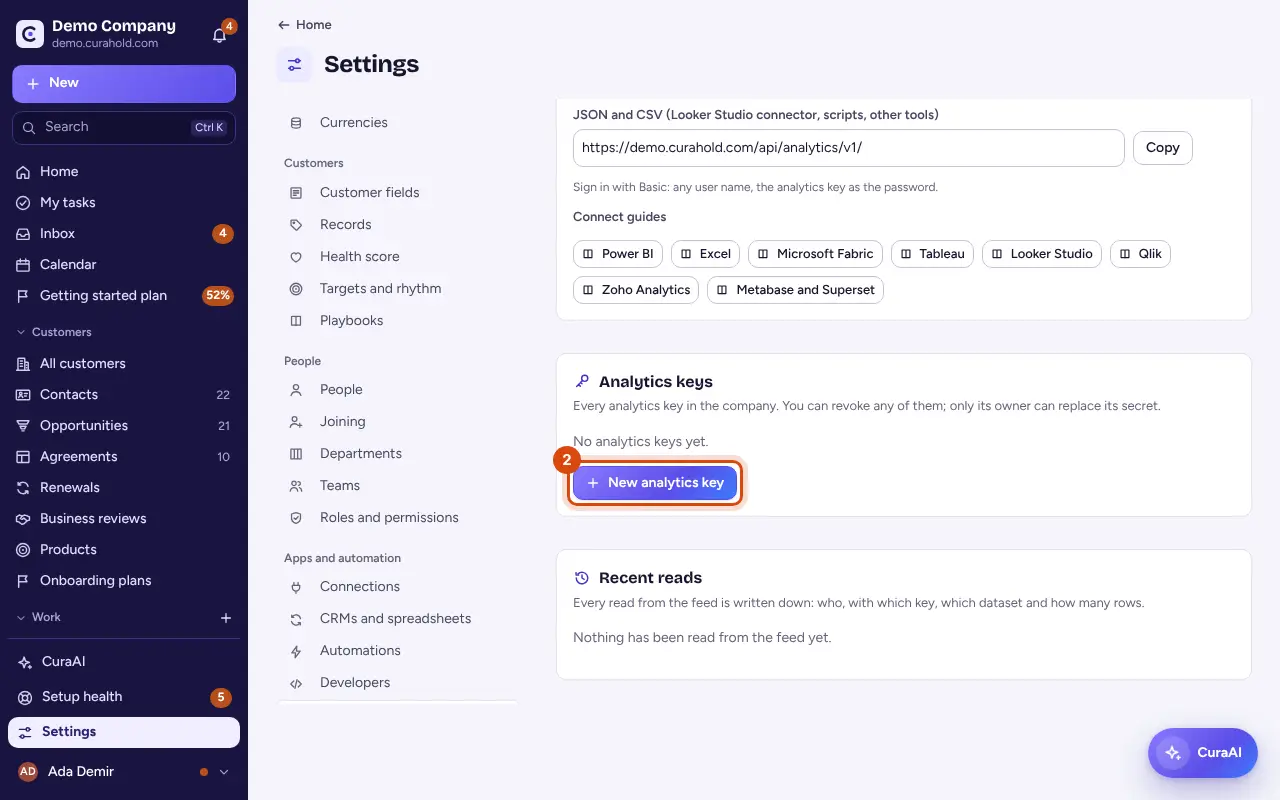 Demo Company
demo.curahold.com
4
New
Search
Ctrl K
Home
My tasks
Inbox
4
Calendar
Getting started plan
52%
Customers
All customers
Contacts
22
Opportunities
21
Agreements
10
Renewals
Business reviews
Products
Onboarding plans
Work
CuraAI
Setup health
5
Settings
AD
Ada Demir
Home
Settings
Currencies
Customers
Customer fields
Records
Health score
Targets and rhythm
Playbooks
People
People
Joining
Departments
Teams
Roles and permissions
Apps and automation
Connections
CRMs and spreadsheets
Automations
Developers
JSON and CSV (Looker Studio connector, scripts, other tools)
https://demo.curahold.com/api/analytics/v1/
Copy
Sign in with Basic: any user name, the analytics key as the password.
Connect guides
Power BI
Excel
Microsoft Fabric
Tableau
Looker Studio
Qlik
Zoho Analytics
Metabase and Superset
Analytics keys
Every analytics key in the company. You can revoke any of them; only its owner can replace its secret.
No analytics keys yet.
2
New analytics key
Recent reads
Every read from the feed is written down: who, with which key, which dataset and how many rows.
Nothing has been read from the feed yet.
CuraAI